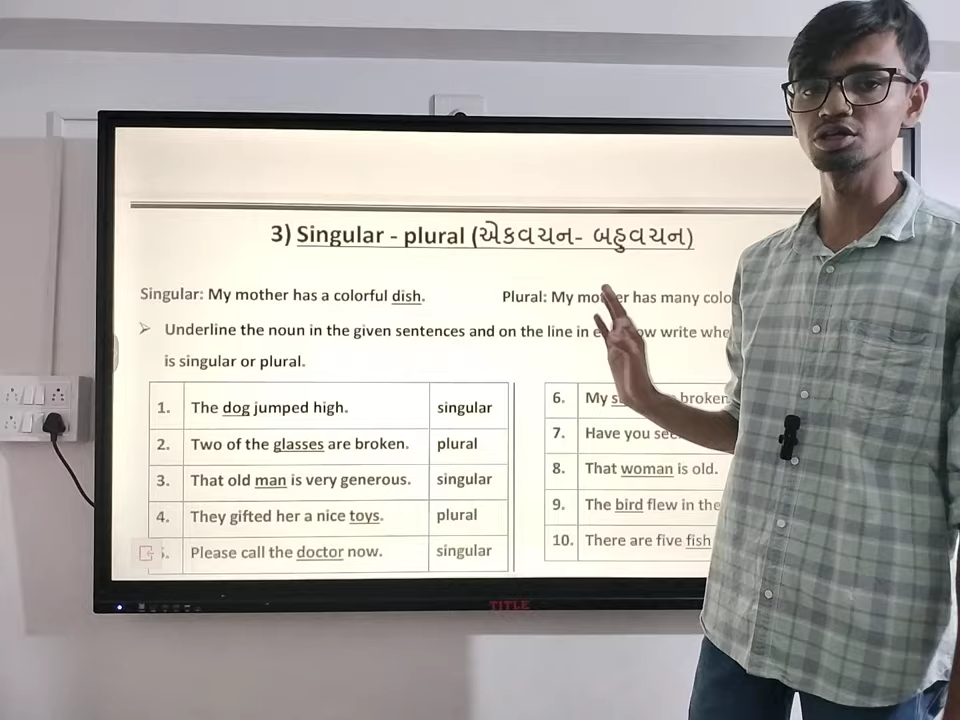 3) Singular - plural (એકવચન- બહુવચન)
Singular: My mother has a colorful dish. Plural: My mother has many
Underline the noun in the given sentences and on the line in write
is singular or plural.
1. The dog jumped high. singular
2. Two of the glasses are broken. plural
3. That old man is very generous. singular
4. They gifted her a nice toys. plural
Please call the doctor now. singular
6. My broken
7. Have you
8. That woman is old.
9. The bird flew in the
10. There are five fish
TITLE